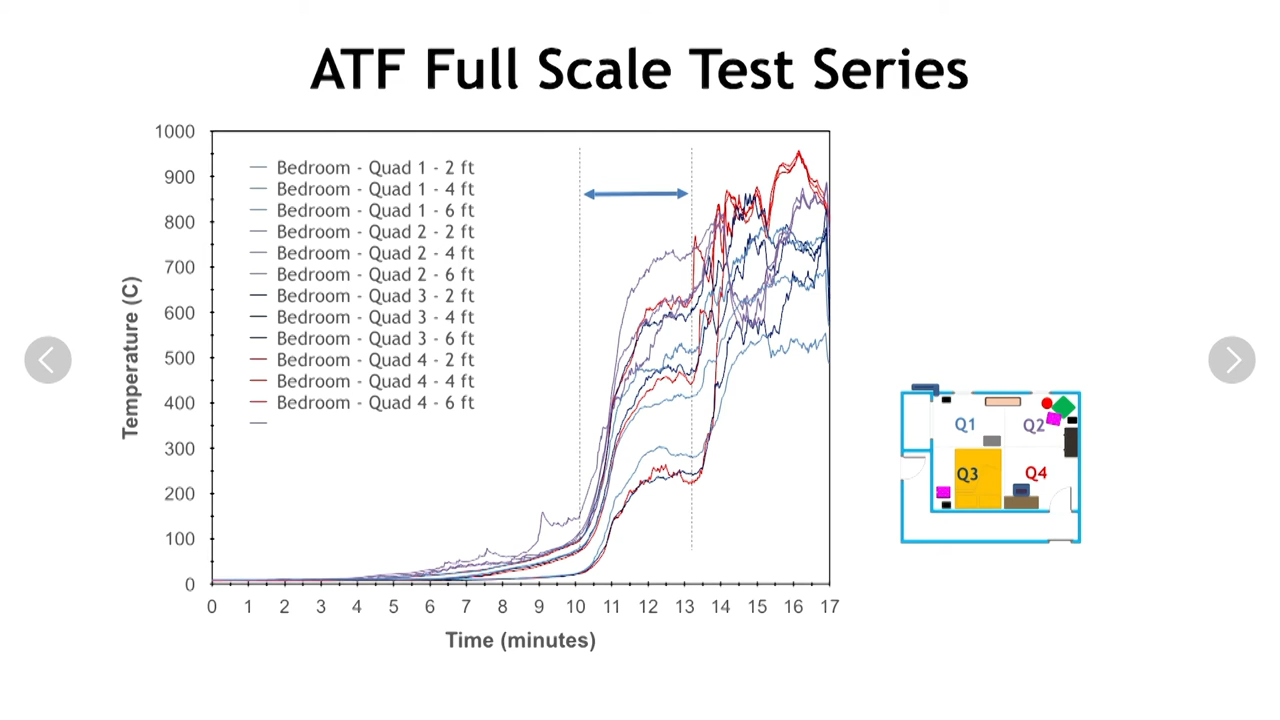 ATF Full Scale Test Series
1000
900
800
700
600
500
400
300
200
100
0
Temperature (C)
Bedroom - Quad 1 - 2 ft
Bedroom - Quad 1 - 4 ft
Bedroom - Quad 1 - 6 ft
Bedroom - Quad 2 - 2 ft
Bedroom - Quad 2 - 4 ft
Bedroom - Quad 2 - 6 ft
Bedroom - Quad 3 - 2 ft
Bedroom - Quad 3 - 4 ft
Bedroom - Quad 3 - 6 ft
Bedroom - Quad 4 - 2 ft
Bedroom - Quad 4 - 4 ft
Bedroom - Quad 4 - 6 ft
0 1 2 3 4 5 6 7 8 9 10 11 12 13 14 15 16 17
Time (minutes)
Q1 Q2
Q3 Q4